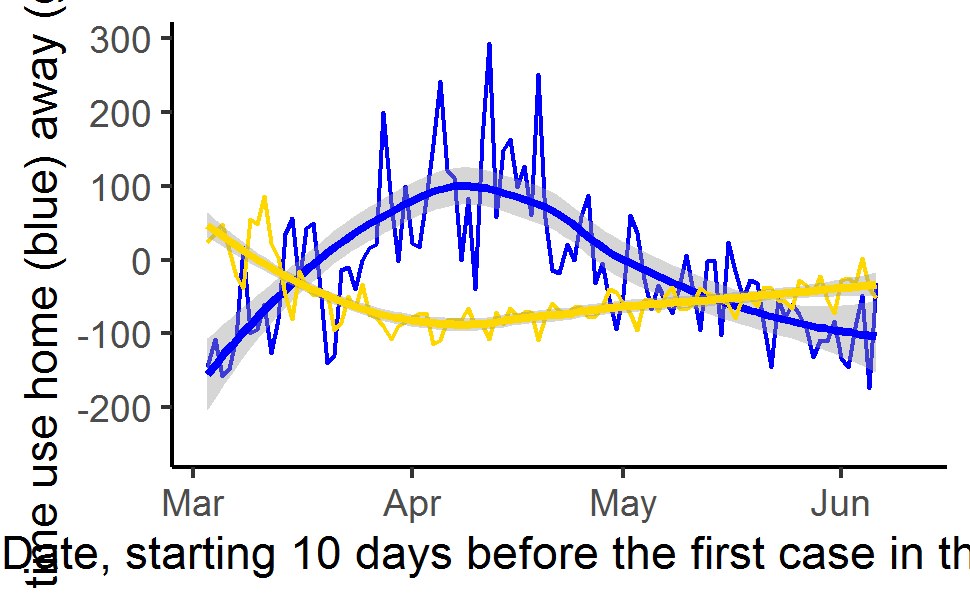 time use home (blue) away (
300
200
100
0
-100
-200
Mar Apr May Jun
Date, starting 10 days before the first case in th